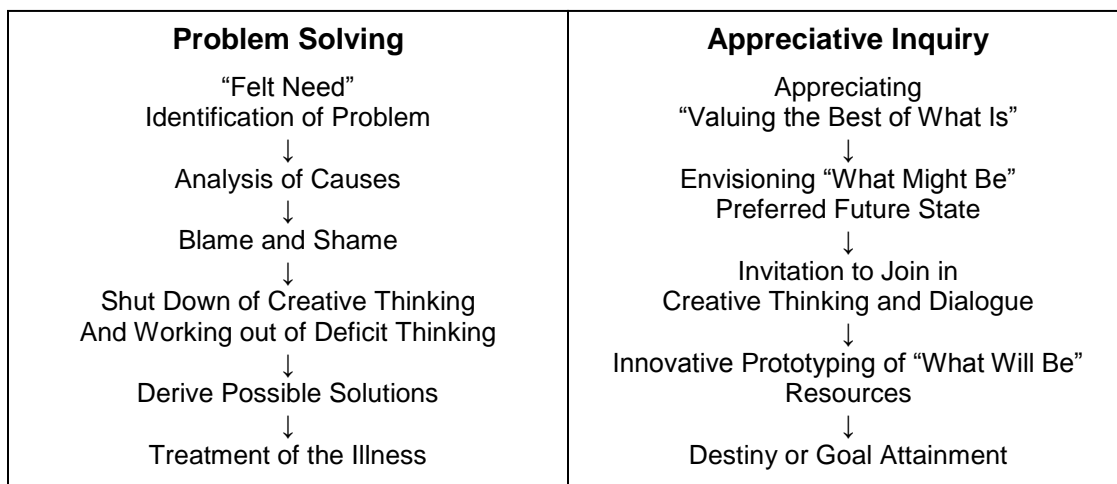 Problem Solving
“Felt Need”
Identification of Problem
↓
Analysis of Causes
↓
Blame and Shame
↓
Shut Down of Creative Thinking
And Working out of Deficit Thinking
↓
Derive Possible Solutions
↓
Treatment of the Illness
Appreciative Inquiry
Appreciating
“Valuing the Best of What Is”
↓
Envisioning “What Might Be”
Preferred Future State
↓
Invitation to Join in
Creative Thinking and Dialogue
↓
Innovative Prototyping of “What Will Be”
Resources
↓
Destiny or Goal Attainment